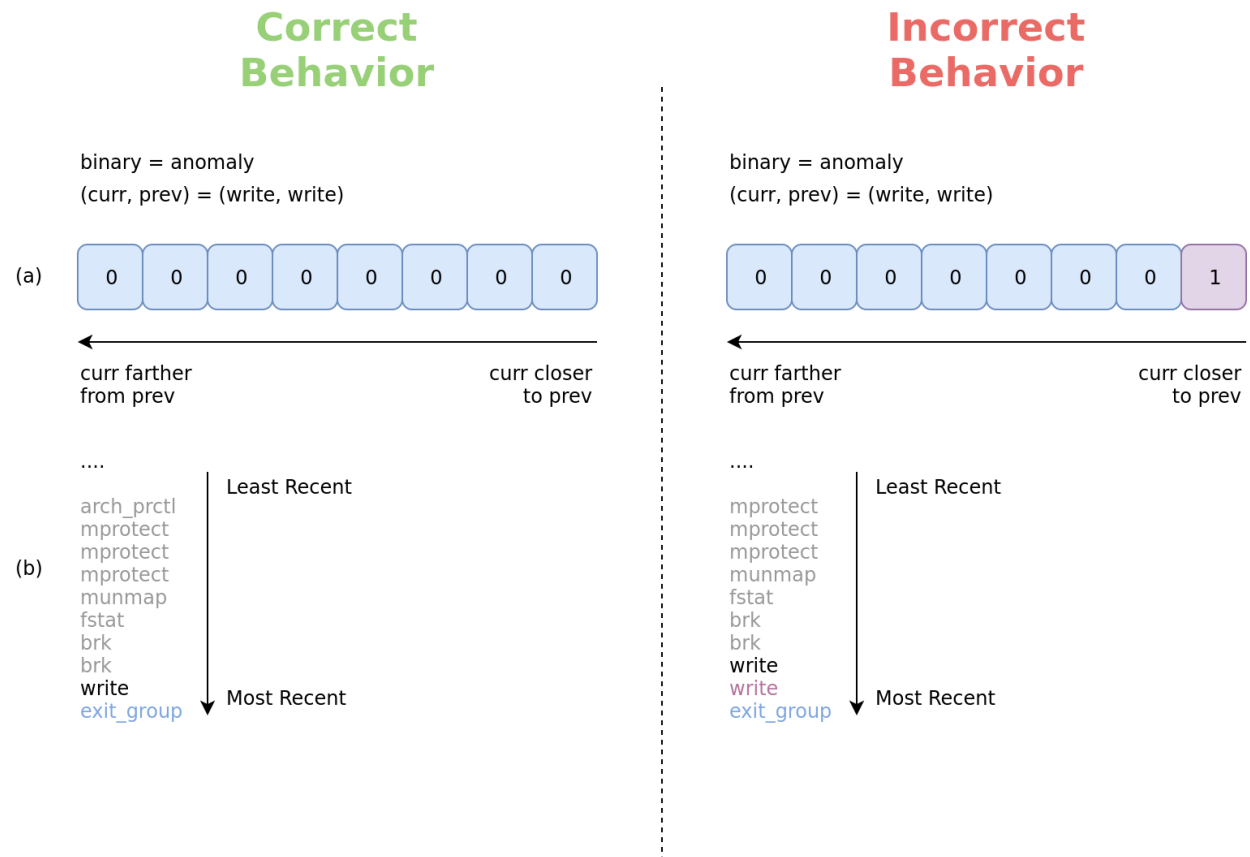 Correct
Behavior
binary = anomaly
(curr, prev) = (write, write)
(a)
0 0 0 0 0 0 0 0
curr farther
from prev
curr closer
to prev
....
Least Recent
arch_prctl
mprotect
mprotect
mprotect
(b)
munmap
fstat
brk
brk
write
exit_group
Most Recent
Incorrect
Behavior
binary = anomaly
(curr, prev) = (write, write)
0 0 0 0 0 0 0 1
curr farther
from prev
curr closer
to prev
....
Least Recent
mprotect
mprotect
mprotect
munmap
fstat
brk
brk
write
write
exit_group
Most Recent